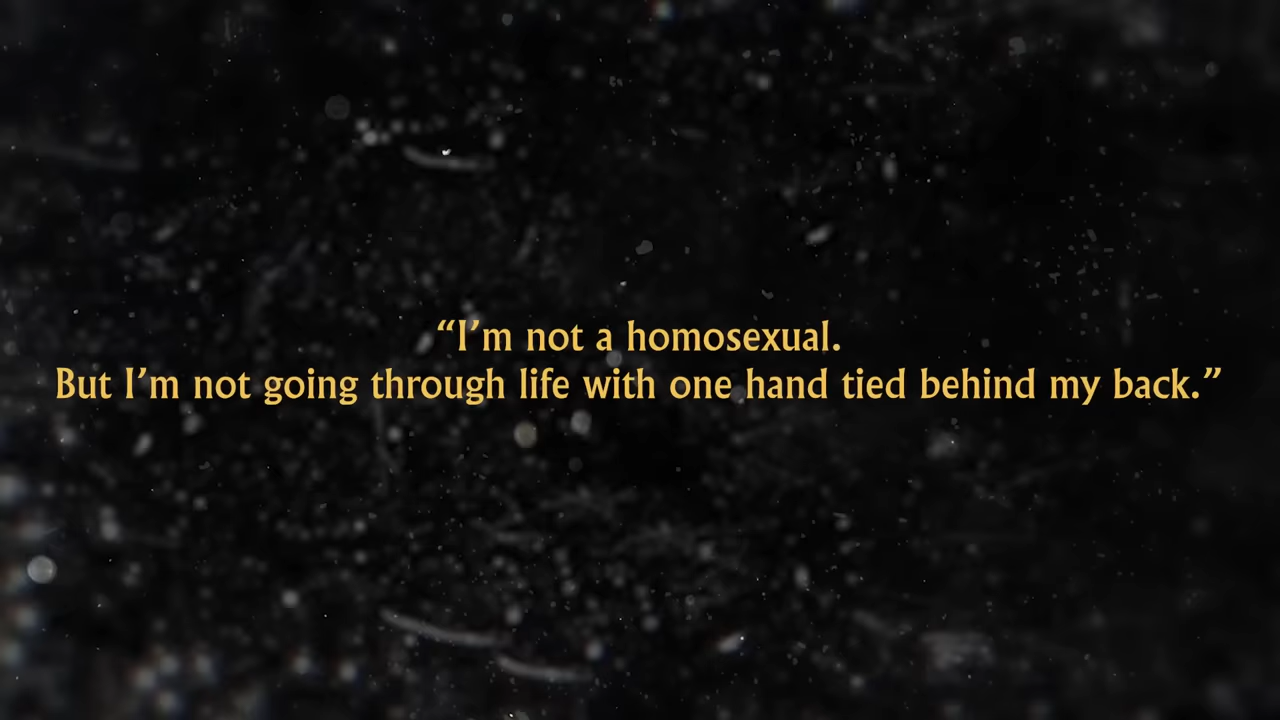 “I’m not a homosexual.
But I’m not going through life with one hand tied behind my back.”